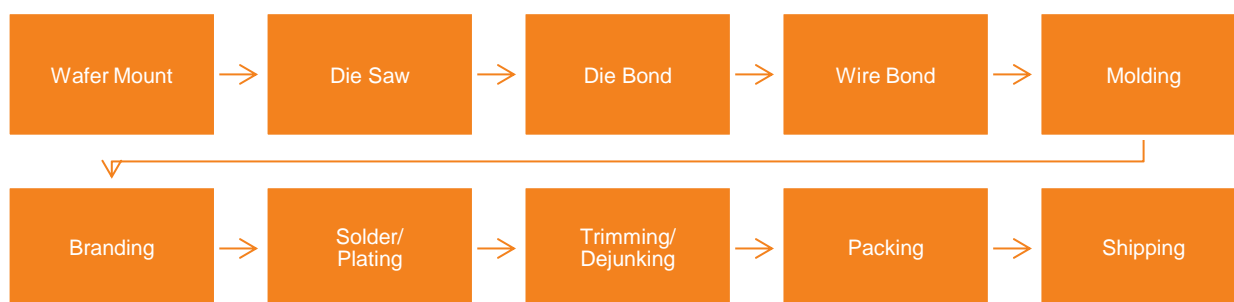 Wafer Mount
Die Saw
Die Bond
Wire Bond
Molding
Branding
Solder/
Plating
Trimming/
Dejunking
Packing
Shipping